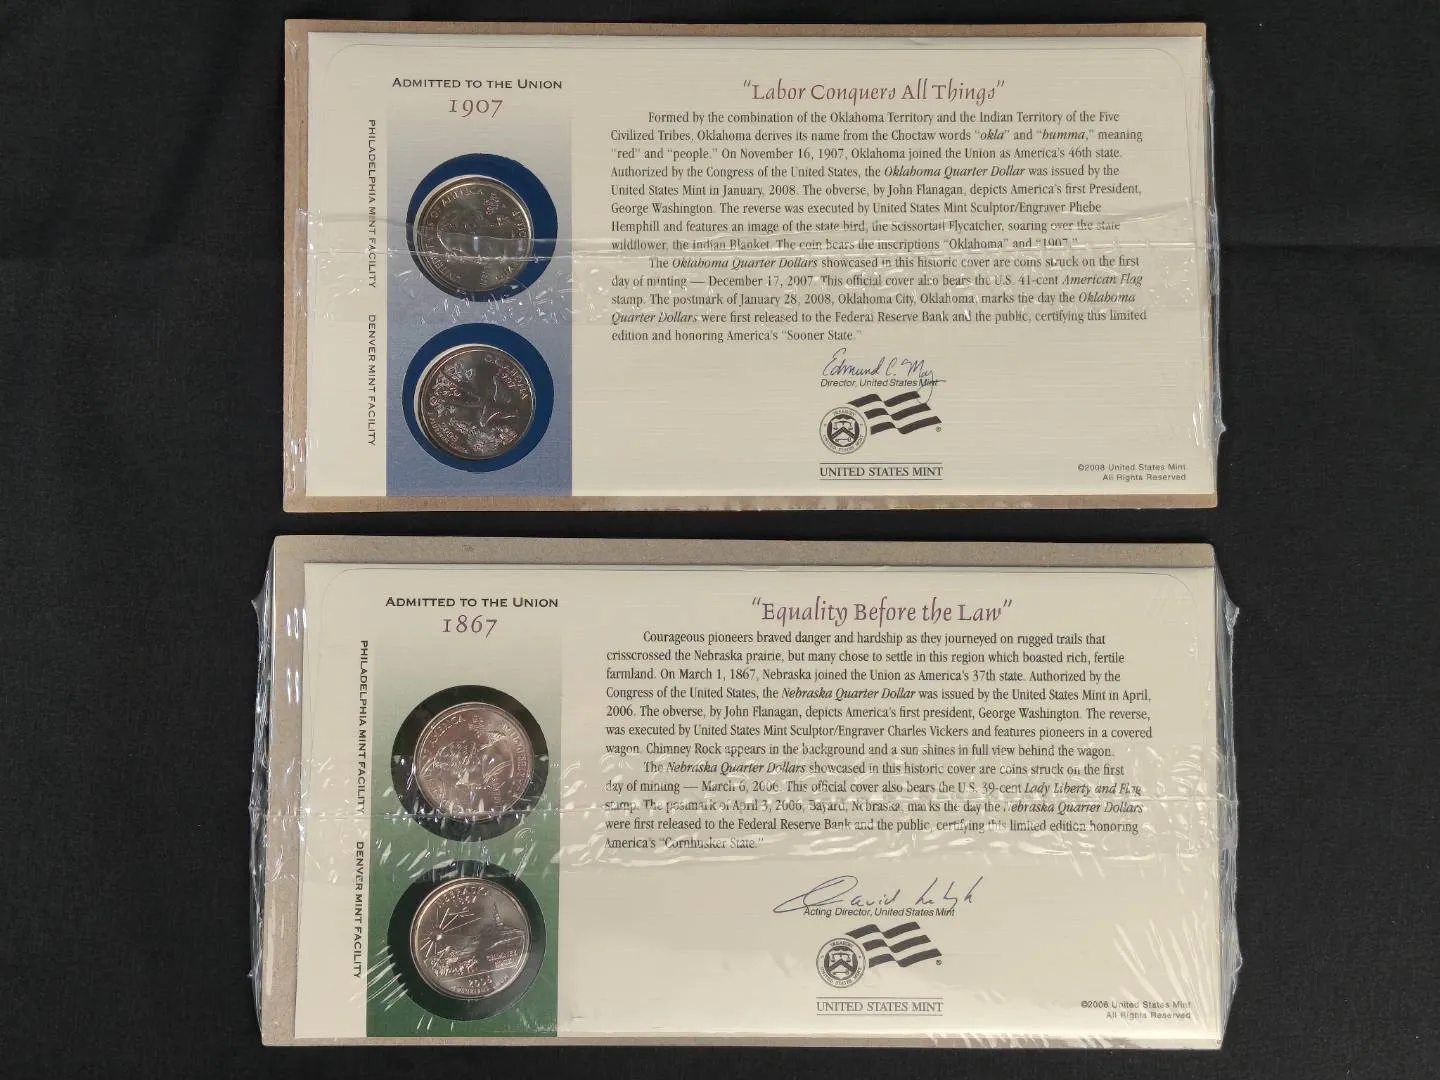 ADMITTED TO THE UNION
1907
PHILADELPHIA MINT FACILITY
DENVER MINT FACILITY
OKLAHOMA
1907
"Labor Conquers All Things"
Formed by the combination of the Oklahoma Territory and the Indian Territory of the Five
Civilized Tribes, Oklahoma derives its name from the Choctaw words "okla" and "humma," meaning
"red" and "people." On November 16, 1907, Oklahoma joined the Union as America's 46th state.
Authorized by the Congress of the United States, the Oklahoma Quarter Dollar was issued by the
United States Mint in January, 2008. The obverse, by John Flanagan, depicts America's first President,
George Washington. The reverse was executed by United States Mint Sculptor/Engraver Phebe
Hemphill and features an image of the state bird, the Scissortail Flycatcher, soaring over the state
wildflower, the Indian Blanket. The coin bears the inscriptions "Oklahoma" and "1907."
The Oklahoma Quarter Dollars showcased in this historic cover are coins struck on the first
day of minting — December 17, 2007. This official cover also bears the U.S. 41-cent American Flag
stamp. The postmark of January 28, 2008, Oklahoma City, Oklahoma, marks the day the Oklahoma
Quarter Dollars were first released to the Federal Reserve Bank and the public, certifying this limited
edition and honoring America's "Sooner State."
Edmund C. Moy
Director, United States Mint
UNITED STATES MINT
©2008 United States Mint
All Rights Reserved
ADMITTED TO THE UNION
1867
PHILADELPHIA MINT FACILITY
DENVER MINT FACILITY
NEBRASKA
1867
CHIMNEY
ROCK
2006
"Equality Before the Law"
Courageous pioneers braved danger and hardship as they journeyed on rugged trails that
crisscrossed the Nebraska prairie, but many chose to settle in this region which boasted rich, fertile
farmland. On March 1, 1867, Nebraska joined the Union as America's 37th state. Authorized by the
Congress of the United States, the Nebraska Quarter Dollar was issued by the United States Mint in April,
2006. The obverse, by John Flanagan, depicts America's first president, George Washington. The reverse,
was executed by United States Mint Sculptor/Engraver Charles Vickers and features pioneers in a covered
wagon. Chimney Rock appears in the background and a sun shines in full view behind the wagon.
The Nebraska Quarter Dollars showcased in this historic cover are coins struck on the first
day of minting — March 6, 2006. This official cover also bears the U.S. 39-cent Lady Liberty and Flag
stamp. The postmark of April 3, 2006, Bayard, Nebraska, marks the day the Nebraska Quarter Dollars
were first released to the Federal Reserve Bank and the public, certifying this limited edition honoring
America's "Cornhusker State."
David Lebryk
Acting Director, United States Mint
UNITED STATES MINT
©2006 United States Mint
All Rights Reserved